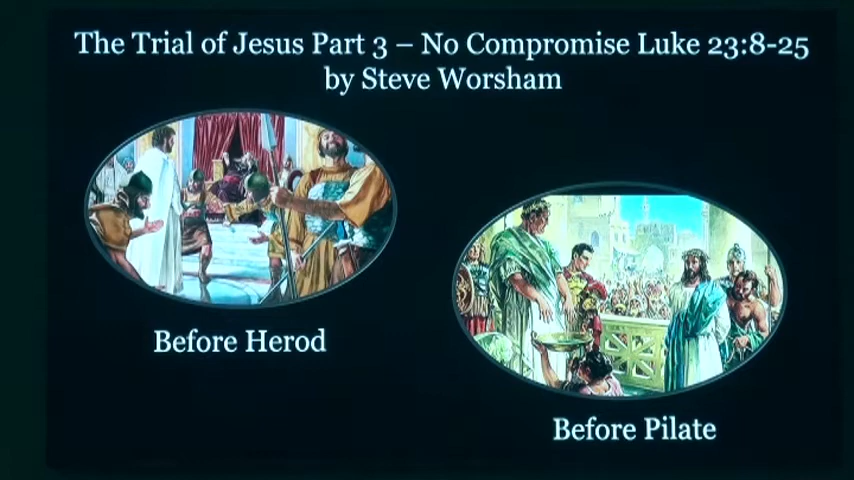 The Trial of Jesus Part 3 – No Compromise Luke 23:8-25
by Steve Worsham
Before Herod
Before Pilate